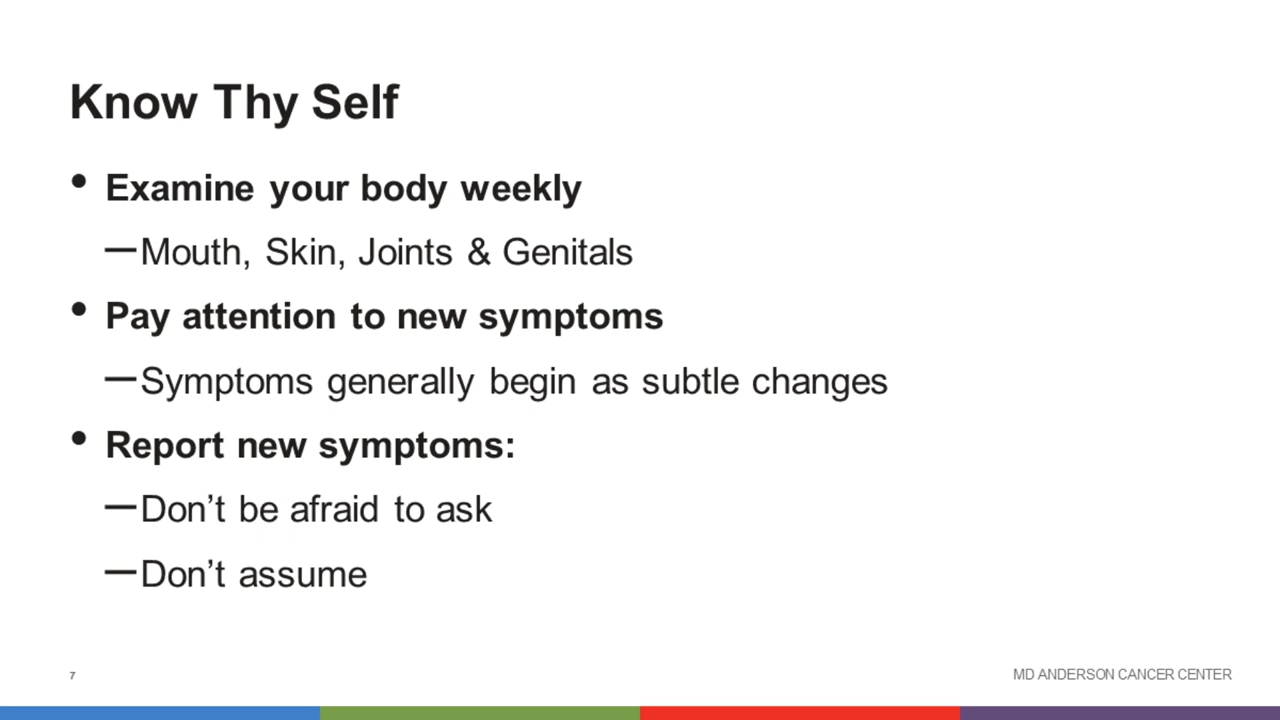 Know Thy Self
• Examine your body weekly
—Mouth, Skin, Joints & Genitals
• Pay attention to new symptoms
—Symptoms generally begin as subtle changes
• Report new symptoms:
—Don’t be afraid to ask
—Don’t assume
7
MD ANDERSON CANCER CENTER